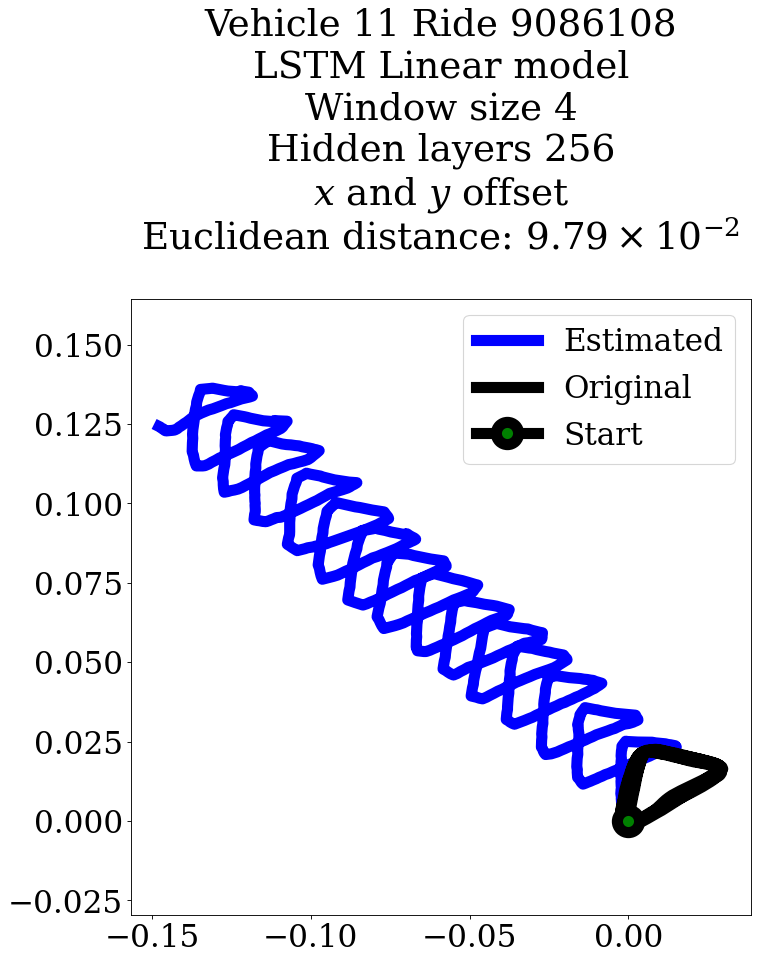 Vehicle 11 Ride 9086108
LSTM Linear model
Window size 4
Hidden layers 256
x and y offset
Euclidean distance: 9.79 × 10⁻²
Estimated
Original
Start
0.150
0.125
0.100
0.075
0.050
0.025
0.000
−0.025
−0.15
−0.10
−0.05
0.00